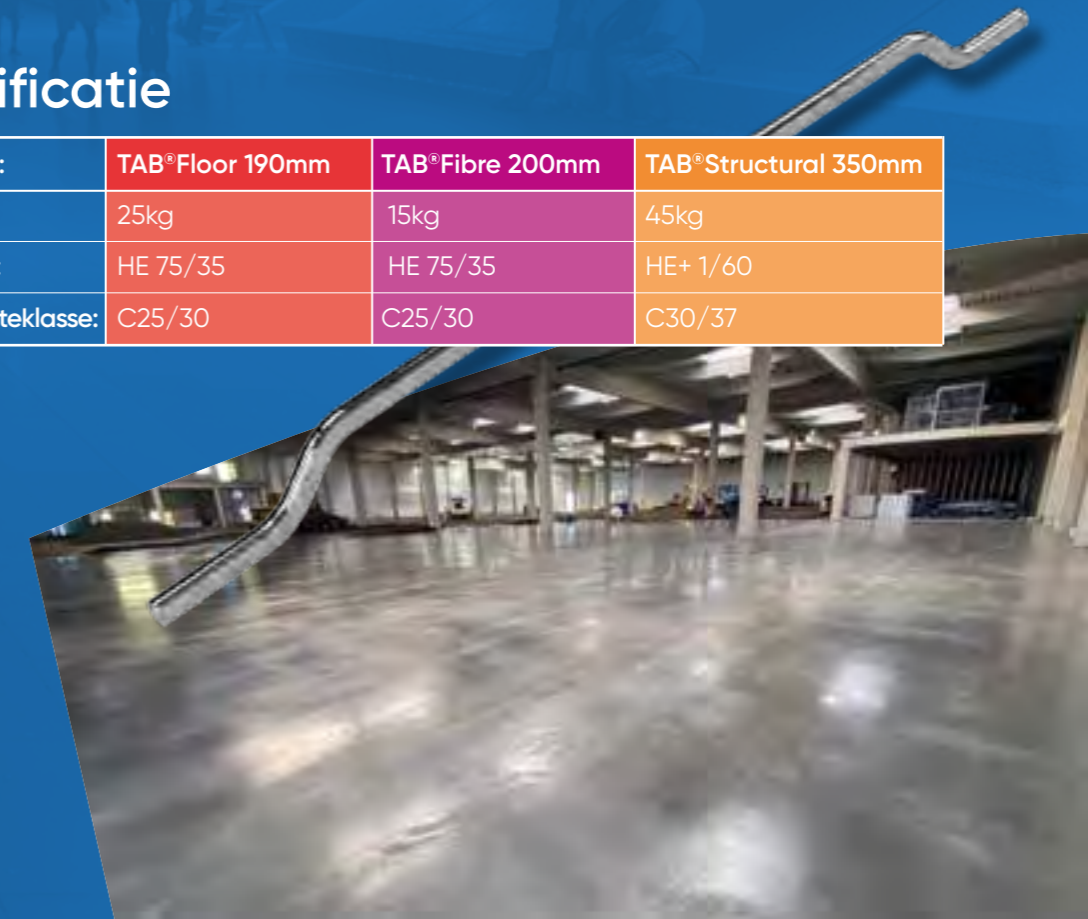 ificatie
: TAB®Floor 190mm TAB®Fibre 200mm TAB®Structural 350mm
25kg 15kg 45kg
: HE 75/35 HE 75/35 HE+ 1/60
teklasse: C25/30 C25/30 C30/37